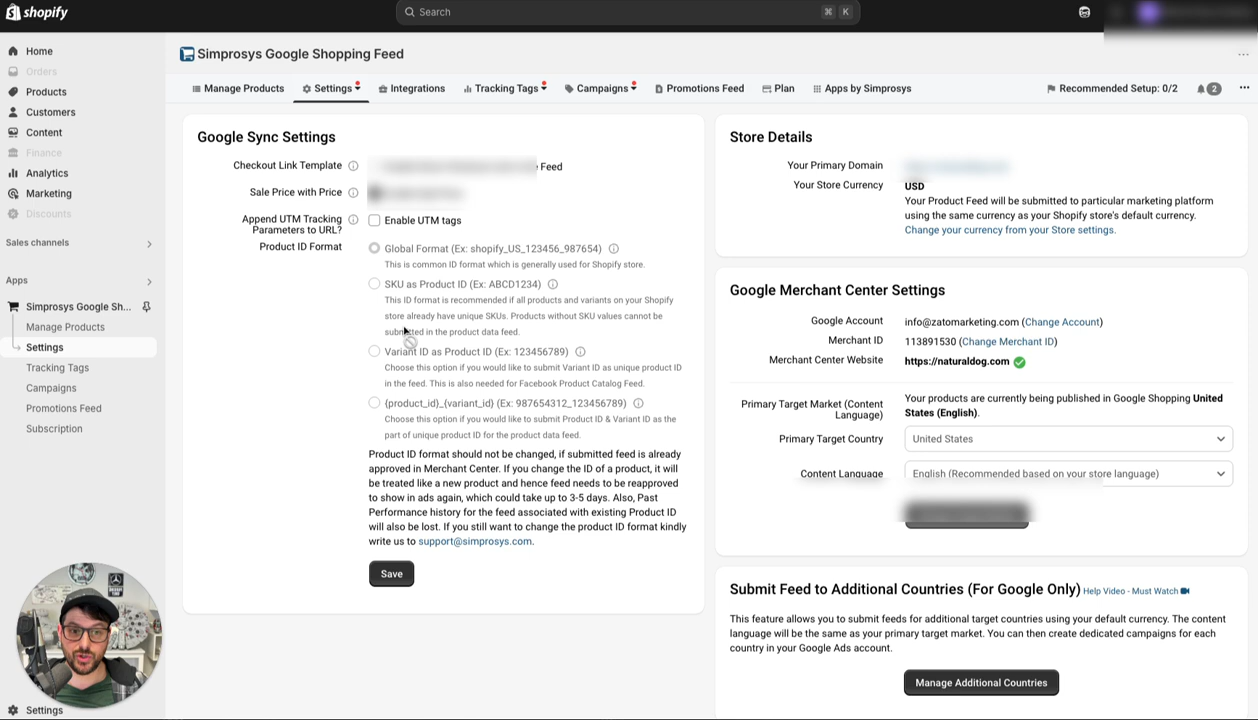 shopify
Search
⌘ K
Home
Orders
Products
Customers
Content
Finance
Analytics
Marketing
Discounts
Sales channels
Apps
Simprosys Google Sh...
Manage Products
Settings
Tracking Tags
Campaigns
Promotions Feed
Subscription
Settings
Simprosys Google Shopping Feed
Manage Products
Settings
Integrations
Tracking Tags
Campaigns
Promotions Feed
Plan
Apps by Simprosys
Recommended Setup: 0/2
2
Google Sync Settings
Checkout Link Template
Feed
Sale Price with Price
Append UTM Tracking
Parameters to URL?
Enable UTM tags
Product ID Format
Global Format (Ex: shopify_US_123456_987654)
This is common ID format which is generally used for Shopify store.
SKU as Product ID (Ex: ABCD1234)
This ID format is recommended if all products and variants on your Shopify
store already have unique SKUs. Products without SKU values cannot be
submitted in the product data feed.
Variant ID as Product ID (Ex: 123456789)
Choose this option if you would like to submit Variant ID as unique product ID
in the feed. This is also needed for Facebook Product Catalog Feed.
{product_id}_{variant_id} (Ex: 987654312_123456789)
Choose this option if you would like to submit Product ID & Variant ID as the
part of unique product ID for the product data feed.
Product ID format should not be changed, if submitted feed is already
approved in Merchant Center. If you change the ID of a product, it will
be treated like a new product and hence feed needs to be reapproved
to show in ads again, which could take up to 3-5 days. Also, Past
Performance history for the feed associated with existing Product ID
will also be lost. If you still want to change the product ID format kindly
write us to support@simprosys.com.
Save
Store Details
Your Primary Domain
Your Store Currency
USD
Your Product Feed will be submitted to particular marketing platform
using the same currency as your Shopify store's default currency.
Change your currency from your Store settings.
Google Merchant Center Settings
Google Account
info@zatomarketing.com (Change Account)
Merchant ID
113891530 (Change Merchant ID)
Merchant Center Website
https://naturaldog.com
Primary Target Market (Content
Language)
Your products are currently being published in Google Shopping United
States (English).
Primary Target Country
United States
Content Language
English (Recommended based on your store language)
Submit Feed to Additional Countries (For Google Only) Help Video - Must Watch
This feature allows you to submit feeds for additional target countries using your default currency. The content
language will be the same as your primary target market. You can then create dedicated campaigns for each
country in your Google Ads account.
Manage Additional Countries